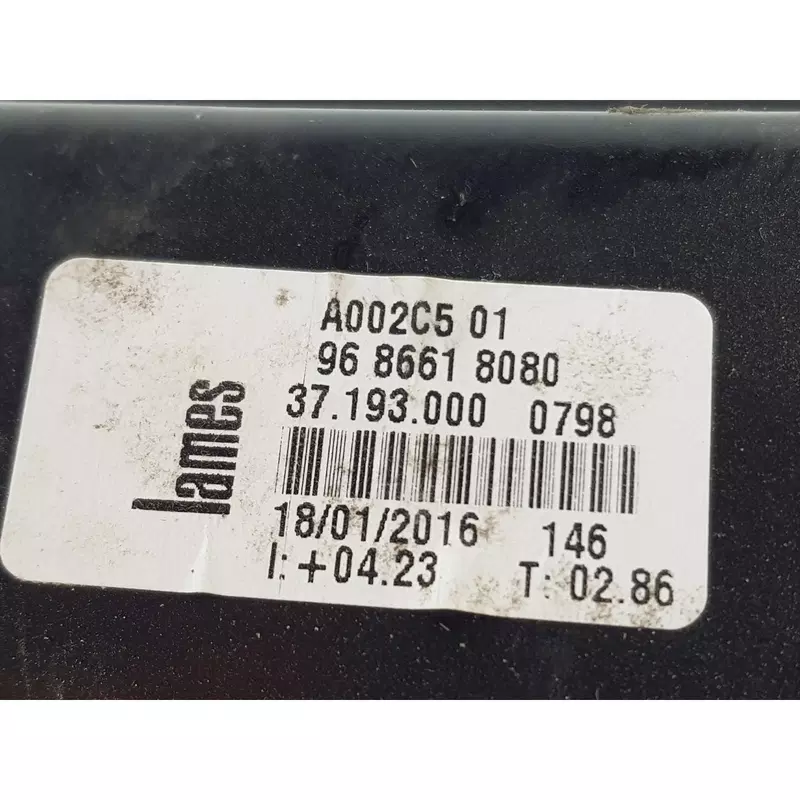 lames
A002C5 01
96 8661 8080
37.193.000 0798
18/01/2016 146
I: +04.23 T: 02.86